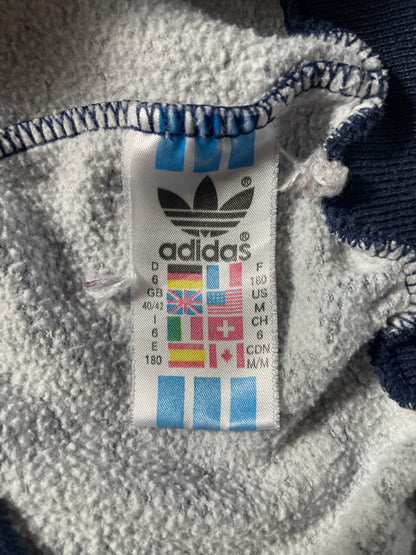 ®
adidas®
D F
6 180
GB US
40/42 M
I CH
6 6
E CDN
180 M/M